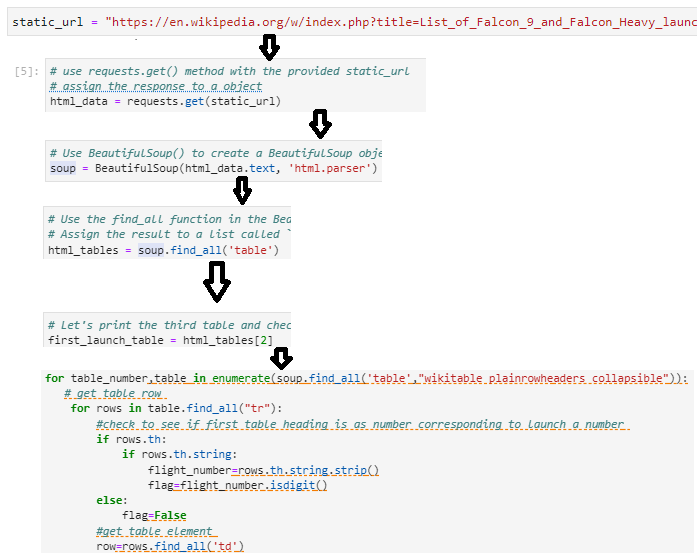 static_url = "https://en.wikipedia.org/w/index.php?title=List_of_Falcon_9_and_Falcon_Heavy_launc
[5]:
# use requests.get() method with the provided static_url
# assign the response to a object
html_data = requests.get(static_url)
# Use BeautifulSoup() to create a BeautifulSoup obje
soup = BeautifulSoup(html_data.text, 'html.parser')
# Use the find_all function in the Bea
# Assign the result to a list called `
html_tables = soup.find_all('table')
# Let's print the third table and chec
first_launch_table = html_tables[2]
for table_number,table in enumerate(soup.find_all('table',"wikitable plainrowheaders collapsible")):
# get table row
for rows in table.find_all("tr"):
#check to see if first table heading is as number corresponding to launch a number
if rows.th:
if rows.th.string:
flight_number=rows.th.string.strip()
flag=flight_number.isdigit()
else:
flag=False
#get table element
row=rows.find_all('td')